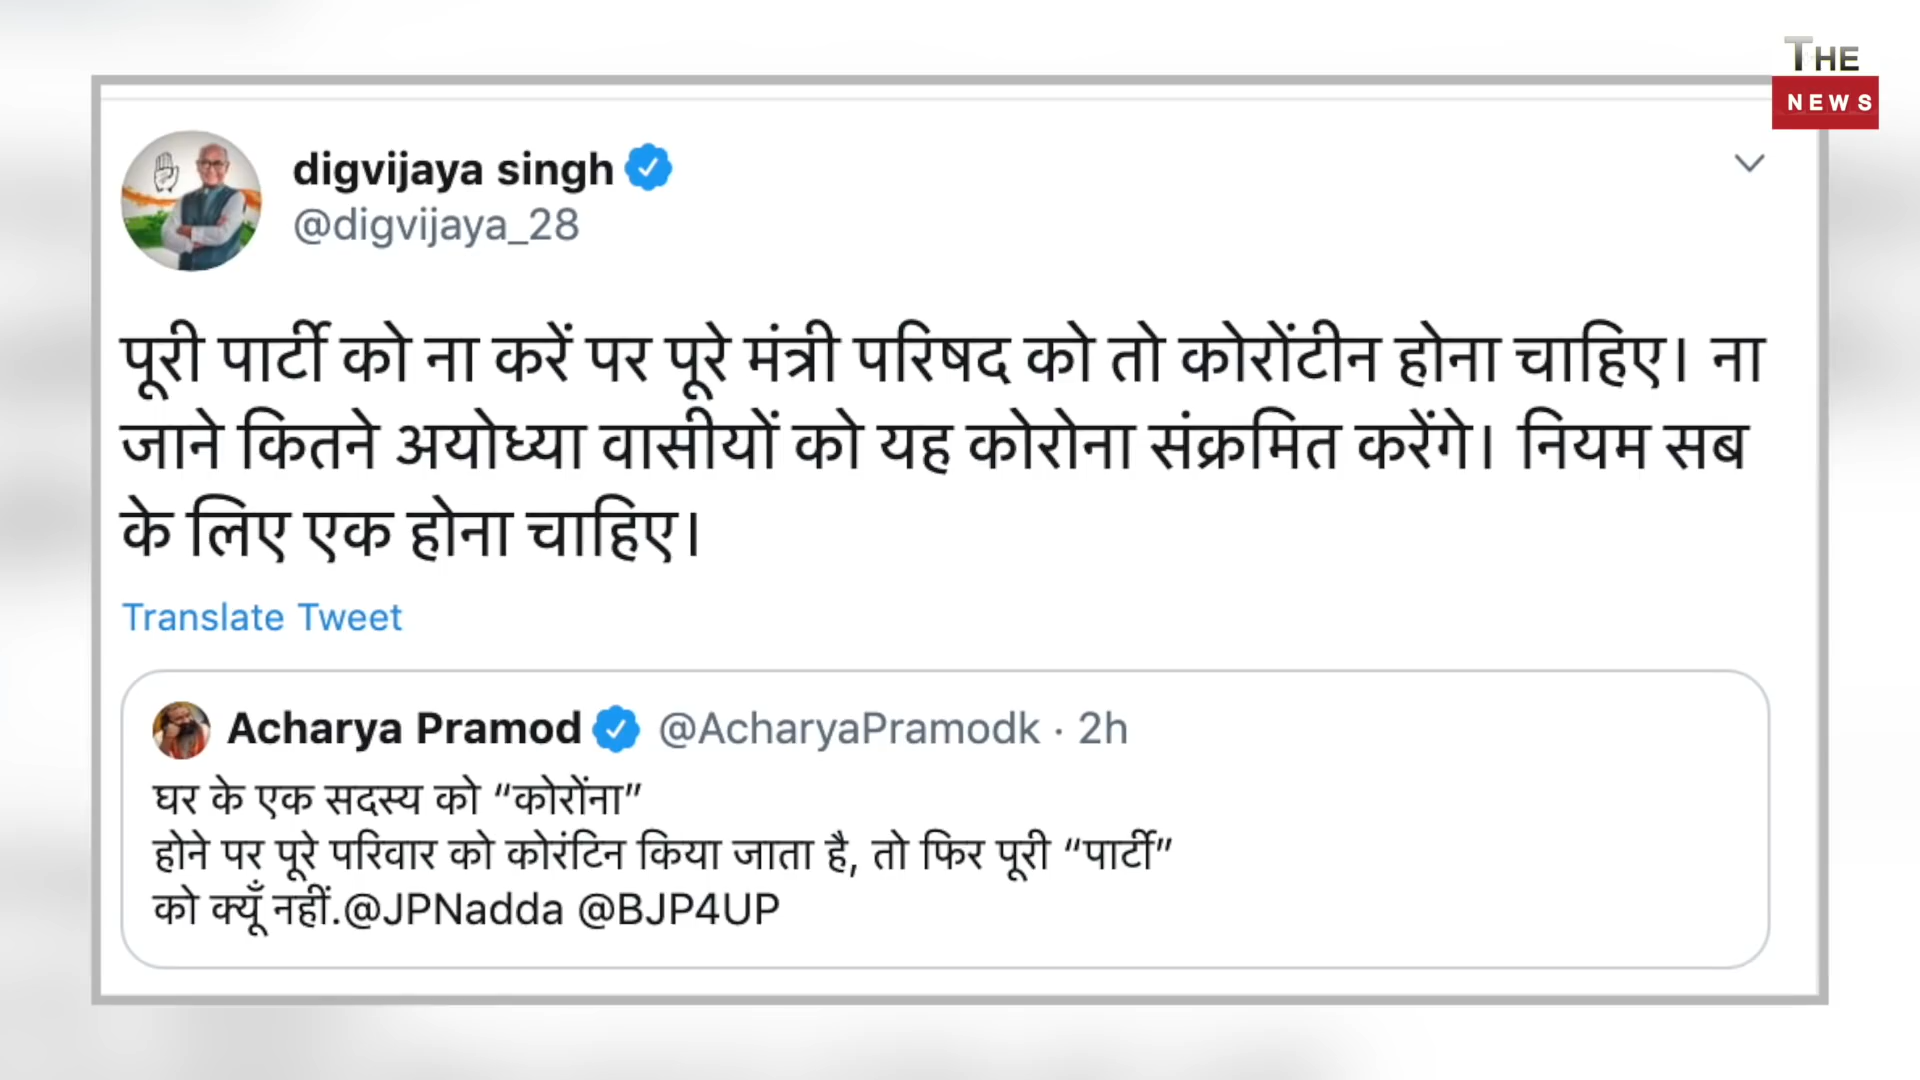 THE
NEWS
digvijaya singh
@digvijaya_28
पूरी पार्टी को ना करें पर पूरे मंत्री परिषद को तो कोरोंटीन होना चाहिए। ना
जाने कितने अयोध्या वासीयों को यह कोरोना संक्रमित करेंगे। नियम सब
के लिए एक होना चाहिए।
Translate Tweet
Acharya Pramod @AcharyaPramodk · 2h
घर के एक सदस्य को “कोरोंना”
होने पर पूरे परिवार को कोरंटिन किया जाता है, तो फिर पूरी “पार्टी”
को क्यूँ नहीं.@JPNadda @BJP4UP